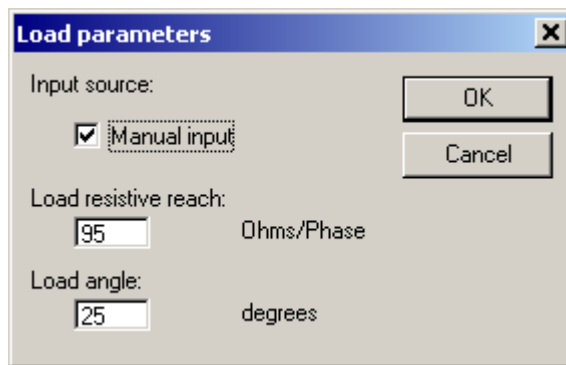 Load parameters
Input source:
OK
Manual input
Cancel
Load resistive reach:
95 Ohms/Phase
Load angle:
25 degrees